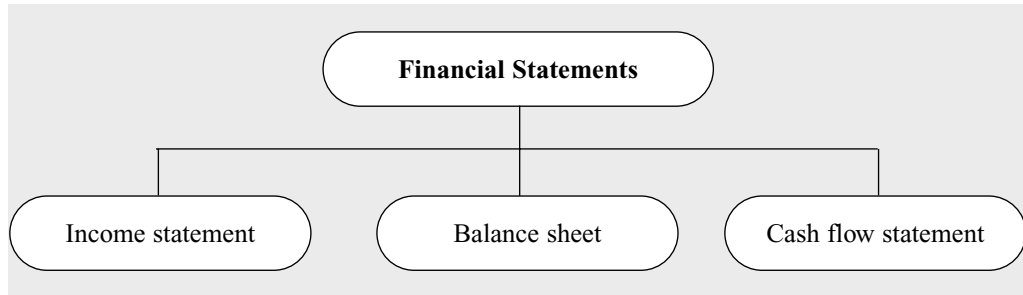 Financial Statements
Income statement
Balance sheet
Cash flow statement